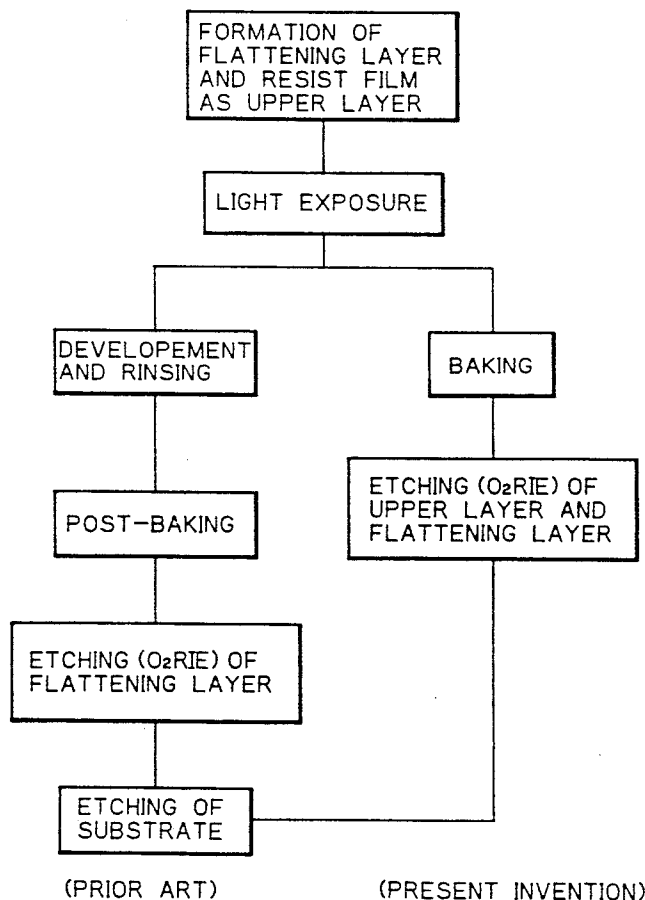 FORMATION OF
FLATTENING LAYER
AND RESIST FILM
AS UPPER LAYER
LIGHT EXPOSURE
DEVELOPEMENT
AND RINSING
POST-BAKING
ETCHING (O₂RIE) OF
FLATTENING LAYER
BAKING
ETCHING (O₂RIE) OF
UPPER LAYER AND
FLATTENING LAYER
ETCHING OF
SUBSTRATE
(PRIOR ART)
(PRESENT INVENTION)